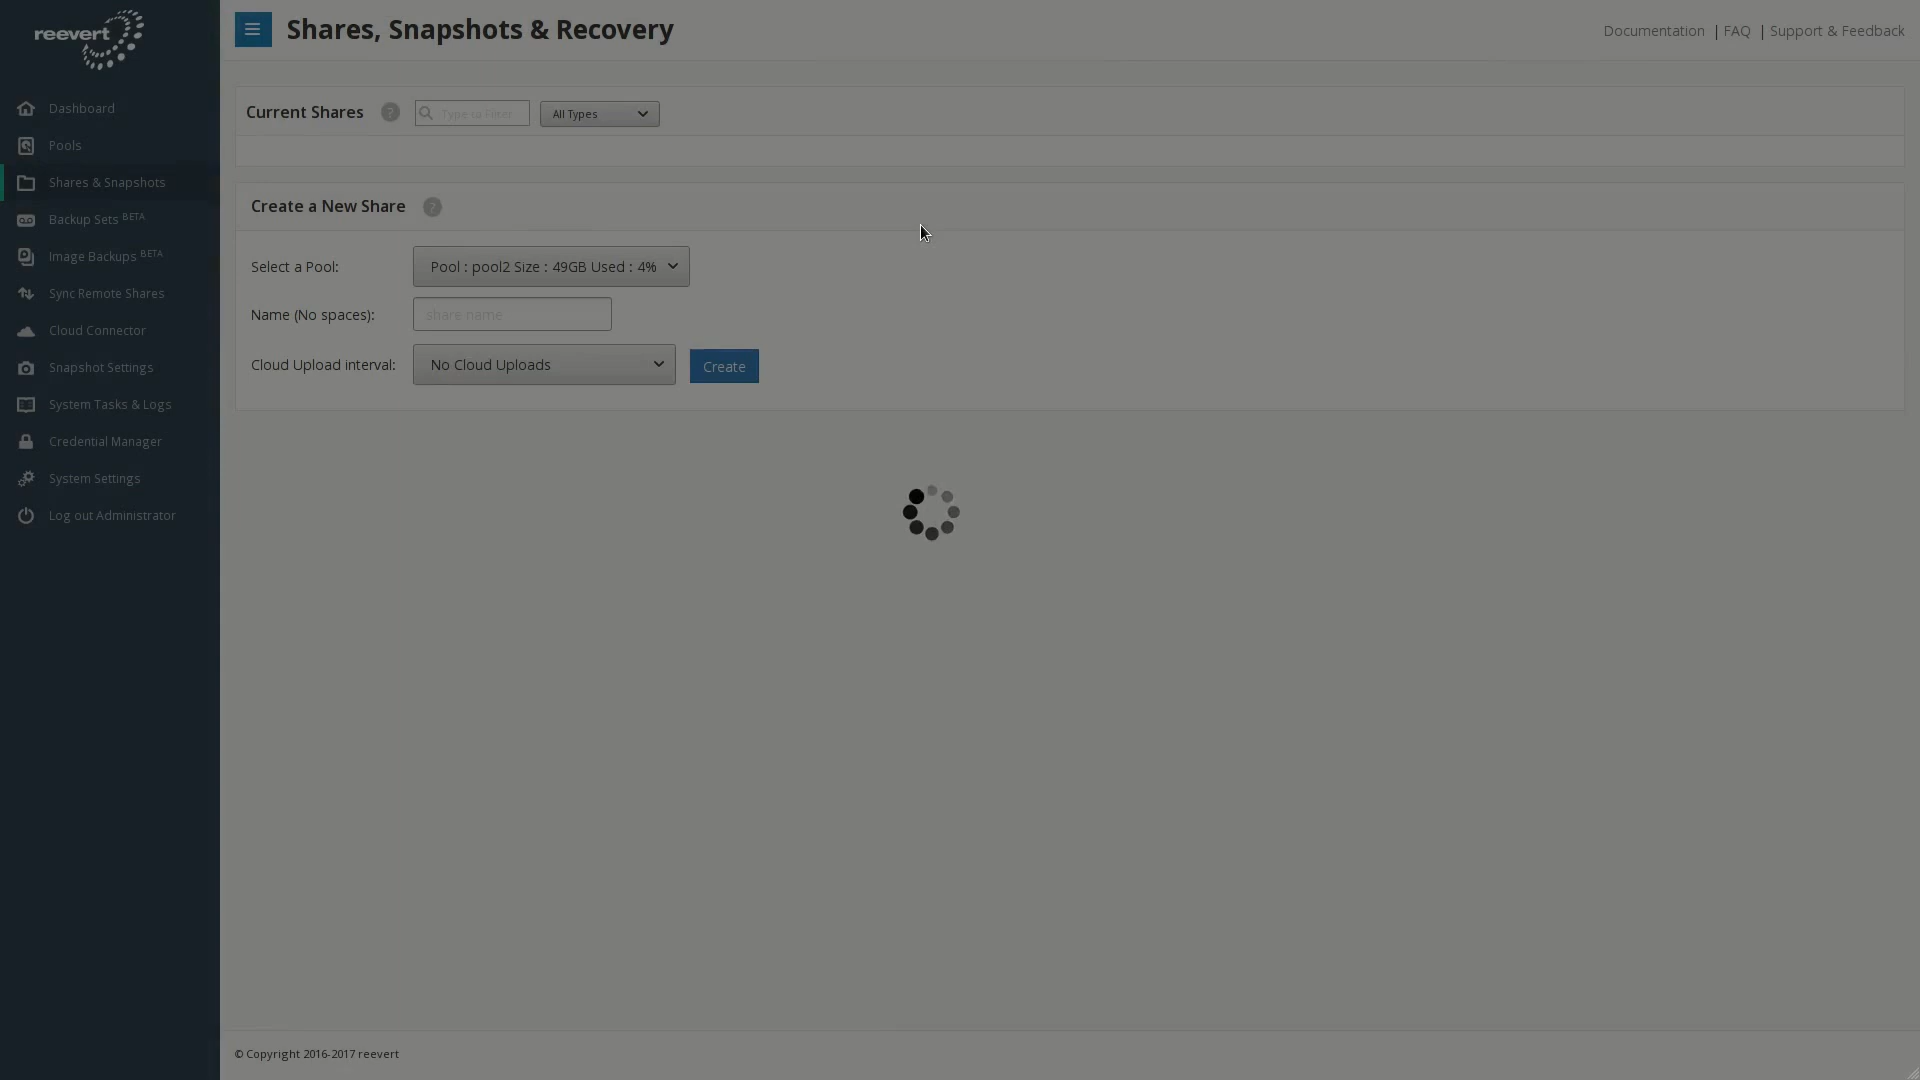 reevert
Shares, Snapshots & Recovery
Documentation | FAQ | Support & Feedback
Dashboard
Pools
Shares & Snapshots
Backup Sets BETA
Image Backups BETA
Sync Remote Shares
Cloud Connector
Snapshot Settings
System Tasks & Logs
Credential Manager
System Settings
Log out Administrator
Current Shares ? Type to Filter All Types
Create a New Share ?
Select a Pool: Pool : pool2 Size : 49GB Used : 4%
Name (No spaces): share name
Cloud Upload interval: No Cloud Uploads Create
© Copyright 2016-2017 reevert